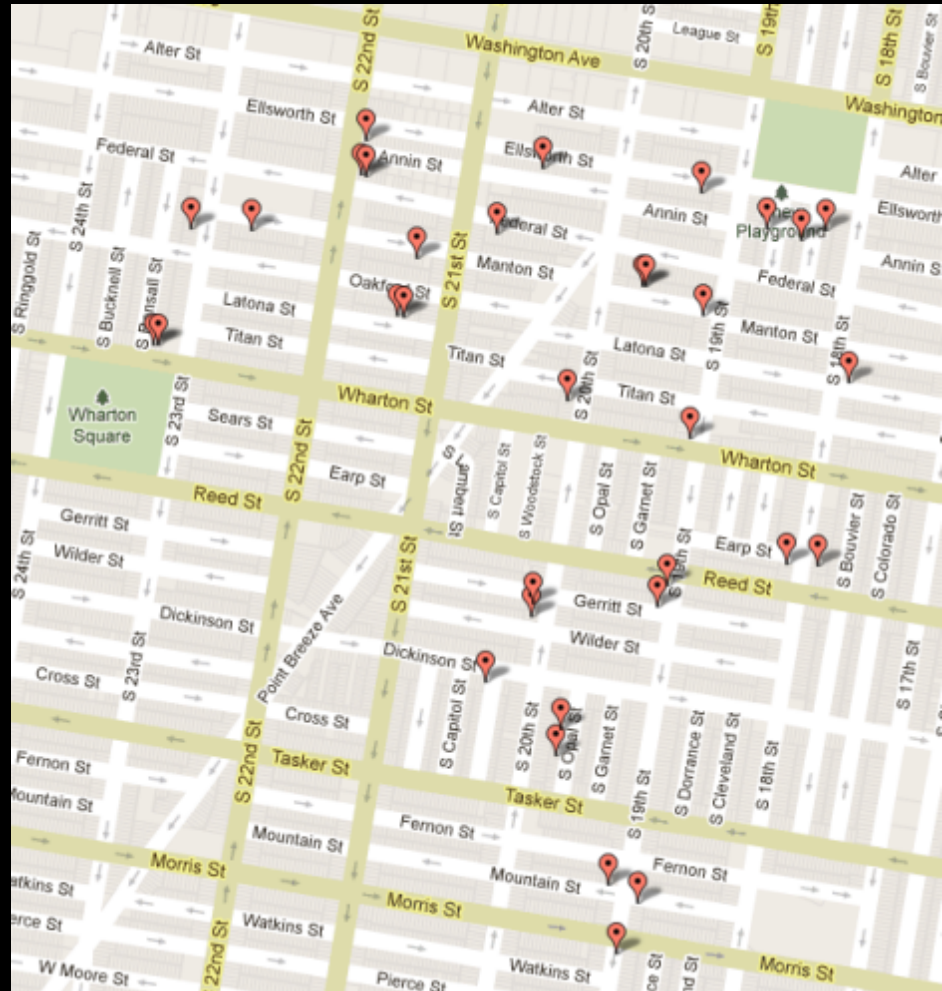 League St
S 20th S
S 19th
S 18th St
S Bouvier St
S 22nd St
Alter St
Washington Ave
Washington
Ellsworth St
Alter St
Federal St
Annin St
Alter
S 24th St
Annin St
Ellsworth
Playground
Federal St
S 21st St
Manton St
Annin S
S Ringgold St
S Bucknell St
Federal St
Latona St
Manton St
S 19th St
S 18th St
Titan St
Titan St
Latona St
S 20th St
Titan St
Wharton
Square
Wharton St
S 23rd St
Sears St
S 22nd St
Wharton St
S Lambert St
S Capitol St
S Woodstock St
S Opal St
S Garnet St
Earp St
Reed St
S Bouvier St
S Colorado St
Gerritt St
Earp St
S 24th St
Wilder St
S 21st St
Reed St
Gerritt St
Dickinson St
Point Breeze Ave
Wilder St
S 23rd St
Dickinson St
S 17th St
Cross St
Cross St
S Capitol St
S 20th St
S Opal St
S Garnet St
S Dorrance St
S Cleveland St
S 18th St
S 22nd St
Tasker St
S 19th St
Fernon St
Tasker St
Mountain St
Fernon St
Mountain St
Fernon St
Morris St
Mountain St
atkins St
Morris St
erce St
Watkins St
22nd St
W Moore St
Watkins St
Morris St
Pierce St
ce St
nd St